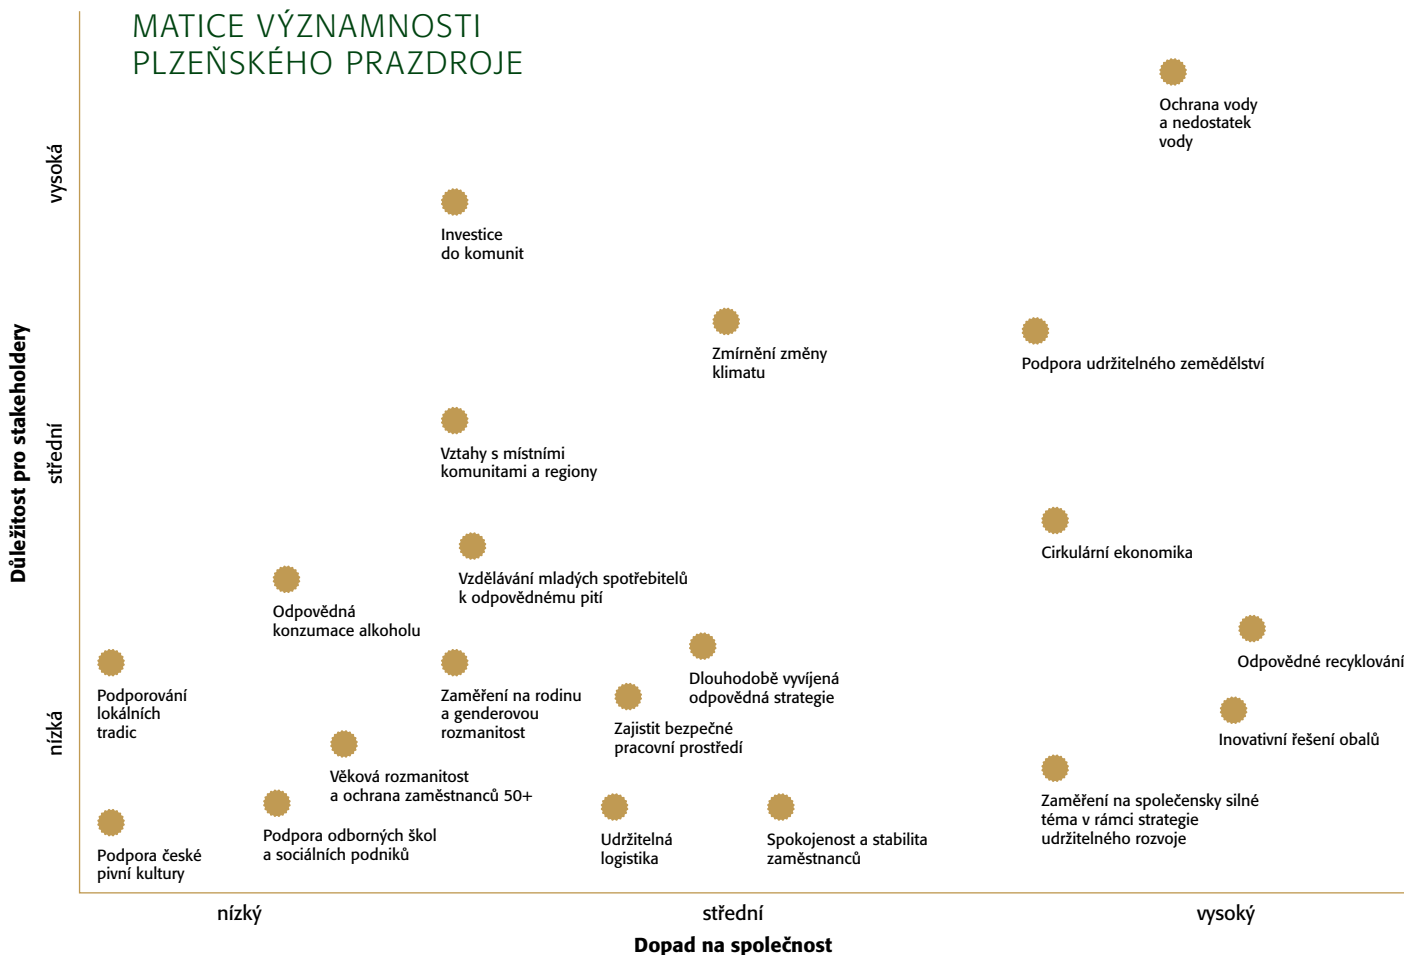 MATICE VÝZNAMNOSTI
PLZEŇSKÉHO PRAZDROJE
Ochrana vody
a nedostatek
vody
vysoká
Investice
do komunit
Zmírnění změny
klimatu
Podpora udržitelného zemědělství
Důležitost pro stakeholdery
střední
Vztahy s místními
komunitami a regiony
Cirkulární ekonomika
Vzdělávání mladých spotřebitelů
k odpovědnému pití
Odpovědná
konzumace alkoholu
Odpovědné recyklování
Podporování
lokálních
tradic
Zaměření na rodinu
a genderovou
rozmanitost
Dlouhodobě vyvíjená
odpovědná strategie
Zajistit bezpečné
pracovní prostředí
Inovativní řešení obalů
nízká
Věková rozmanitost
a ochrana zaměstnanců 50+
Zaměření na společensky silné
téma v rámci strategie
udržitelného rozvoje
Podpora české
pivní kultury
Podpora odborných škol
a sociálních podniků
Udržitelná
logistika
Spokojenost a stabilita
zaměstnanců
nízký
střední
vysoký
Dopad na společnost